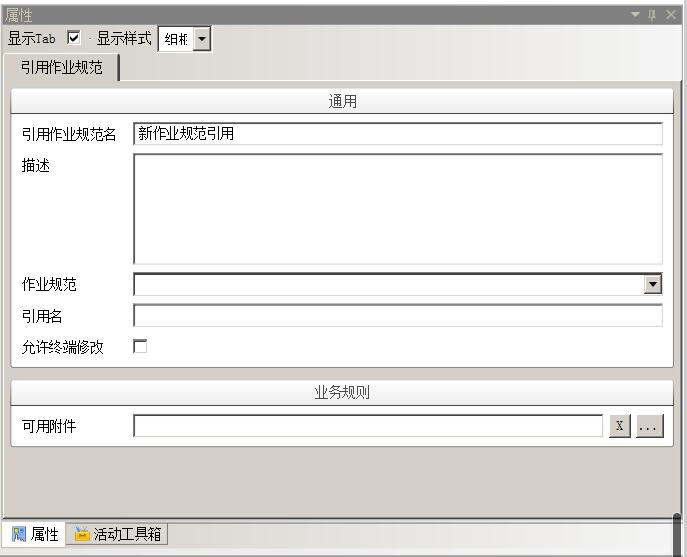 属性
显示Tab - 显示样式
引用作业规范
通用
引用作业规范名 新作业规范引用
描述
作业规范
引用名
允许终端修改
业务规则
可用附件 X ...
属性 活动工具箱